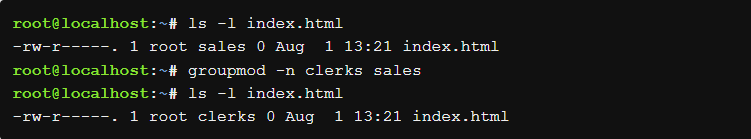 root@localhost:~# ls -l index.html
-rw-r-----. 1 root sales 0 Aug  1 13:21 index.html
root@localhost:~# groupmod -n clerks sales
root@localhost:~# ls -l index.html
-rw-r-----. 1 root clerks 0 Aug  1 13:21 index.html